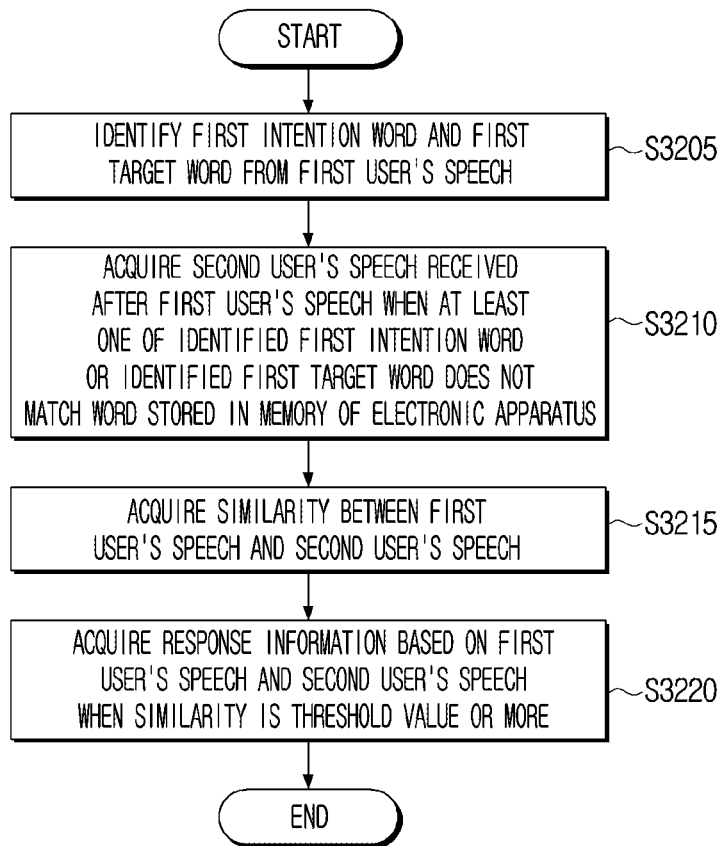 START
IDENTIFY FIRST INTENTION WORD AND FIRST
TARGET WORD FROM FIRST USER'S SPEECH
S3205
ACQUIRE SECOND USER'S SPEECH RECEIVED
AFTER FIRST USER'S SPEECH WHEN AT LEAST
ONE OF IDENTIFIED FIRST INTENTION WORD
OR IDENTIFIED FIRST TARGET WORD DOES NOT
MATCH WORD STORED IN MEMORY OF ELECTRONIC APPARATUS
S3210
ACQUIRE SIMILARITY BETWEEN FIRST
USER'S SPEECH AND SECOND USER'S SPEECH
S3215
ACQUIRE RESPONSE INFORMATION BASED ON FIRST
USER'S SPEECH AND SECOND USER'S SPEECH
WHEN SIMILARITY IS THRESHOLD VALUE OR MORE
S3220
END